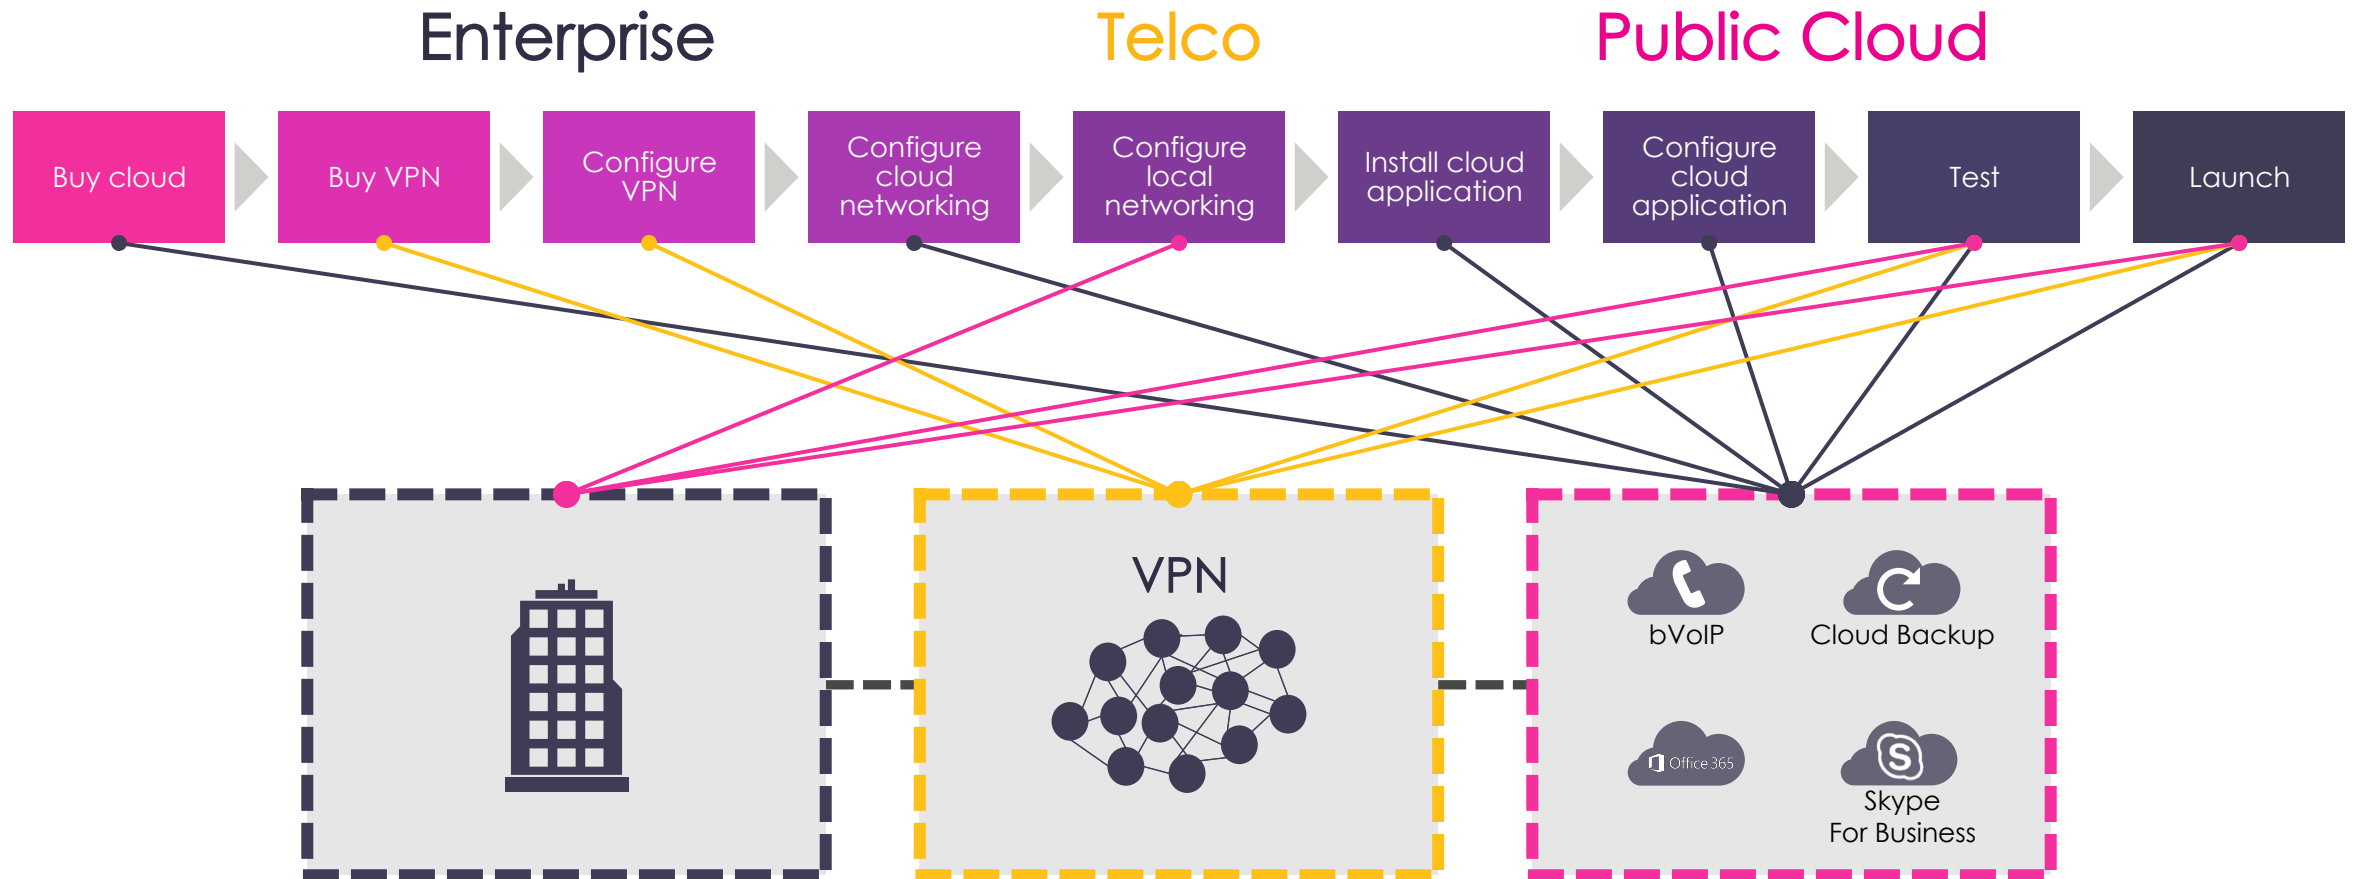 Enterprise
Telco
Public Cloud
Buy cloud
Buy VPN
Configure
VPN
Configure
cloud
networking
Configure
local
networking
Install cloud
application
Configure
cloud
application
Test
Launch
VPN
bVoIP
Cloud Backup
Office 365
Skype
For Business